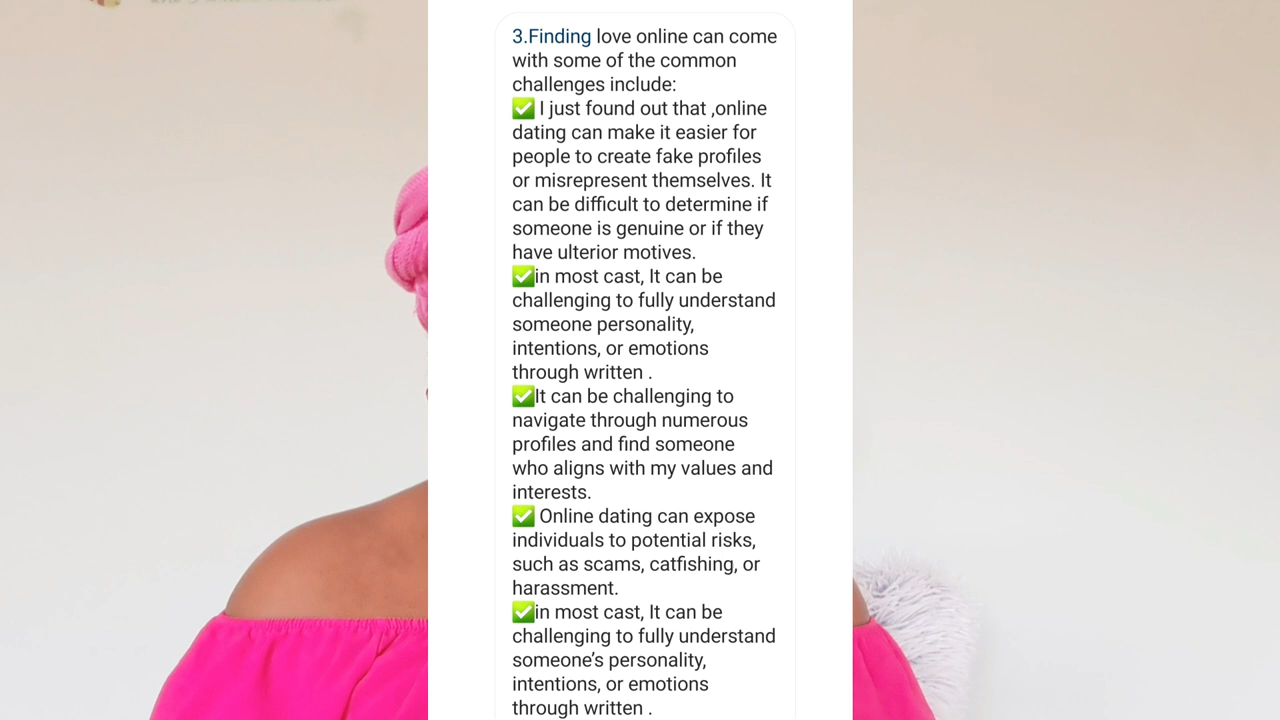 3.Finding love online can come
with some of the common
challenges include:
✅ I just found out that ,online
dating can make it easier for
people to create fake profiles
or misrepresent themselves. It
can be difficult to determine if
someone is genuine or if they
have ulterior motives.
✅in most cast, It can be
challenging to fully understand
someone personality,
intentions, or emotions
through written .
✅It can be challenging to
navigate through numerous
profiles and find someone
who aligns with my values and
interests.
✅ Online dating can expose
individuals to potential risks,
such as scams, catfishing, or
harassment.
✅in most cast, It can be
challenging to fully understand
someone’s personality,
intentions, or emotions
through written .